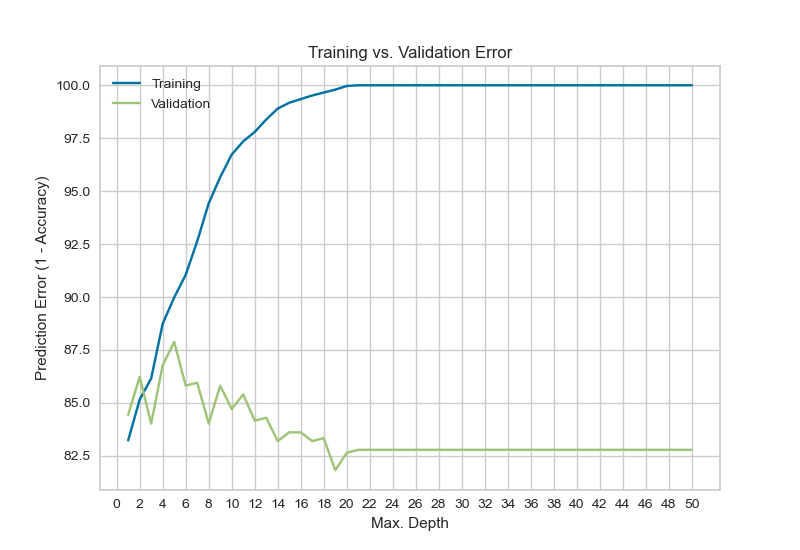 Training vs. Validation Error
100.0
97.5
95.0
92.5
90.0
87.5
85.0
82.5
Prediction Error (1 - Accuracy)
Training
Validation
0 2 4 6 8 10 12 14 16 18 20 22 24 26 28 30 32 34 36 38 40 42 44 46 48 50
Max. Depth